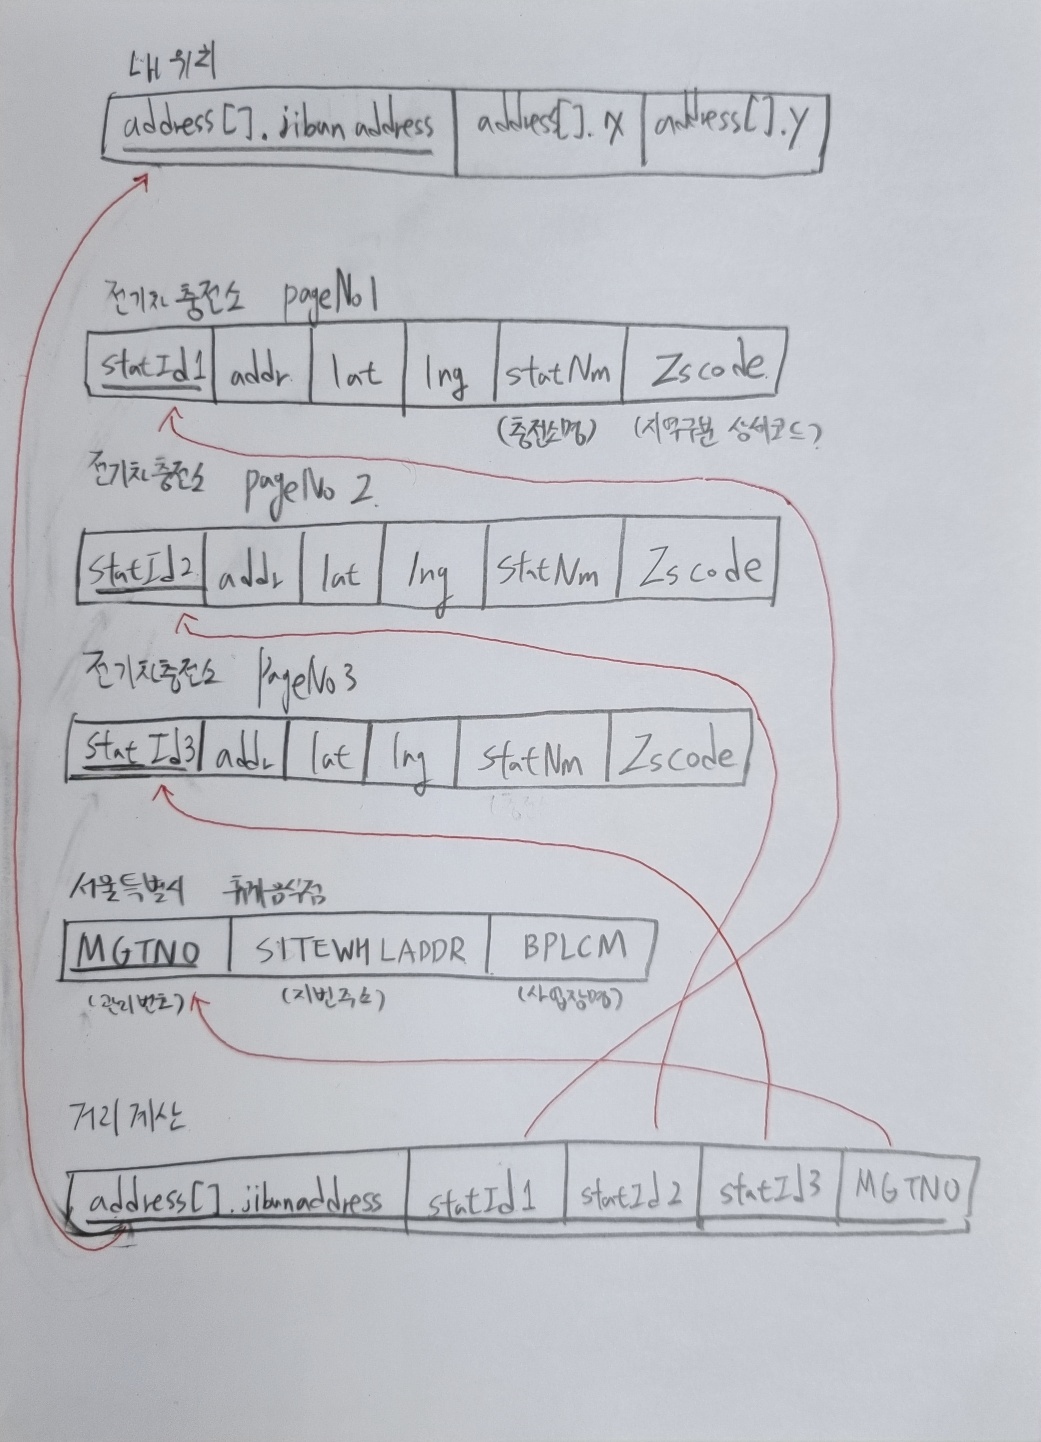 내 위치
address[].jibun address address[].x address[].y
전기차 충전소 pageNo1
statId1 addr lat lng statNm Zscode
(충전소명) (지역구분 상세코드)
전기차 충전소 pageNo 2.
statId2 addr lat lng statNm Zscode
전기차 충전소 PageNo 3
stat Id3 addr lat lng statNm Zscode
서울특별시 휴게음식점
MGTNO SITEWHLADDR BPLCM
(관리번호) (지번주소) (사업장명)
거리 계산
address[].jibunaddress statId1 statId2 statId3 MGTNO